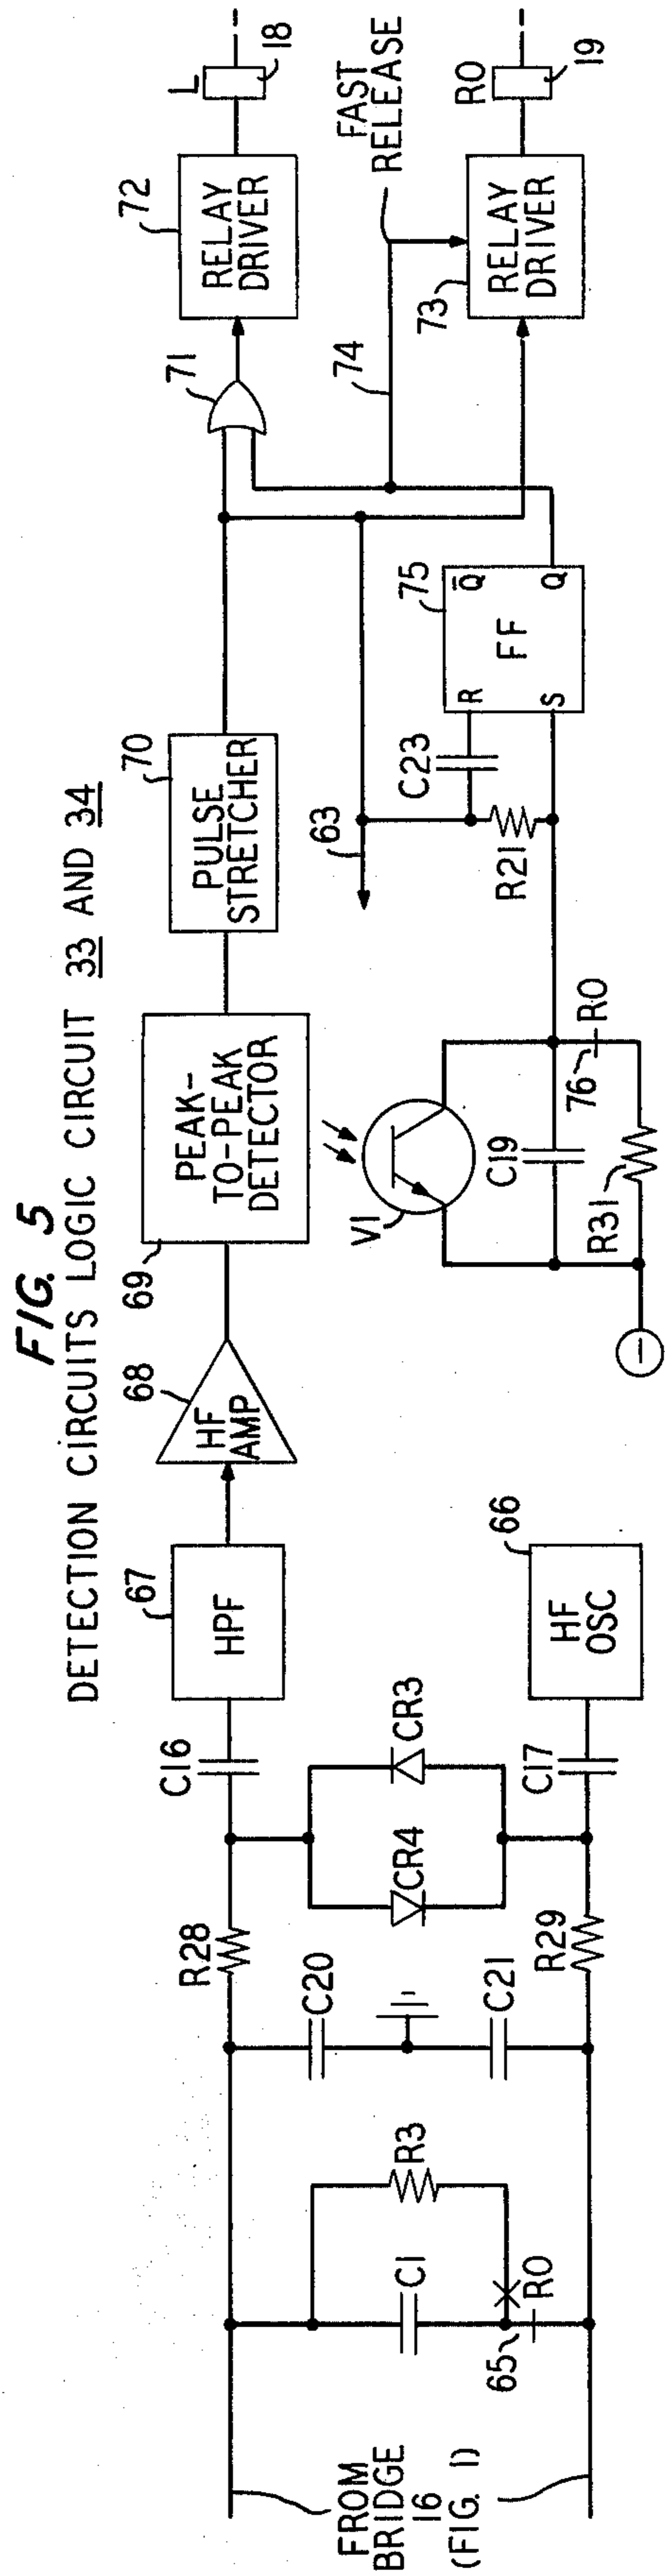 FIG. 5
DETECTION CIRCUITS LOGIC CIRCUIT 33 AND 34
FROM
BRIDGE
16
(FIG. 1)
65
RO
C1
R3
C20
C21
R28
R29
CR4
CR3
C16
C17
67
HPF
66
HF
OSC
68
HF
AMP
69
PEAK-
TO-PEAK
DETECTOR
V1
C19
R31
76
RO
70
PULSE
STRETCHER
63
C23
R21
75
R
S
FF
Q̅
Q
71
74
72
RELAY
DRIVER
L
18
FAST
RELEASE
73
RELAY
DRIVER
RO
19